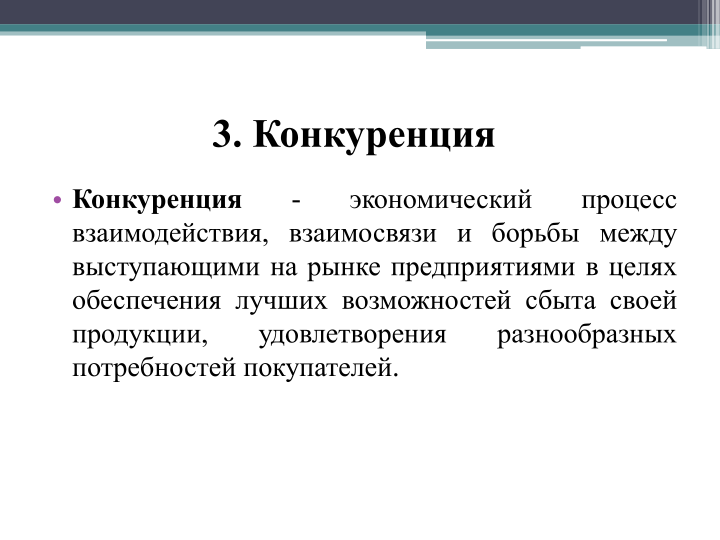 3. Конкуренция
• Конкуренция - экономический процесс
взаимодействия, взаимосвязи и борьбы между
выступающими на рынке предприятиями в целях
обеспечения лучших возможностей сбыта своей
продукции, удовлетворения разнообразных
потребностей покупателей.